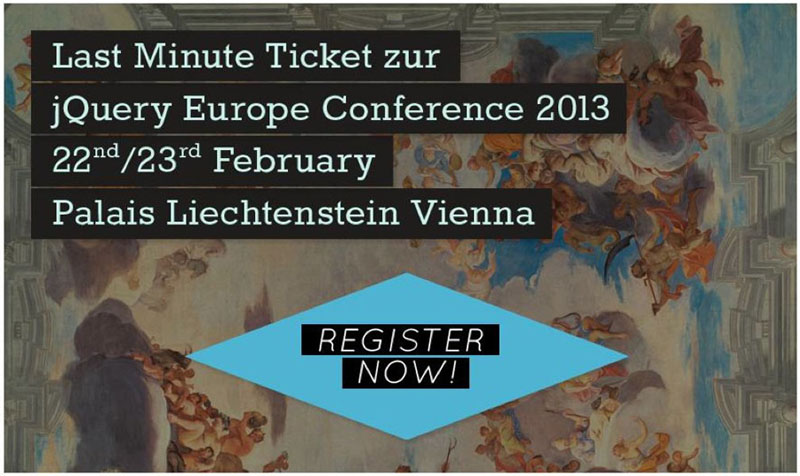 Last Minute Ticket zur
jQuery Europe Conference 2013
22nd/23rd February
Palais Liechtenstein Vienna
REGISTER
NOW!